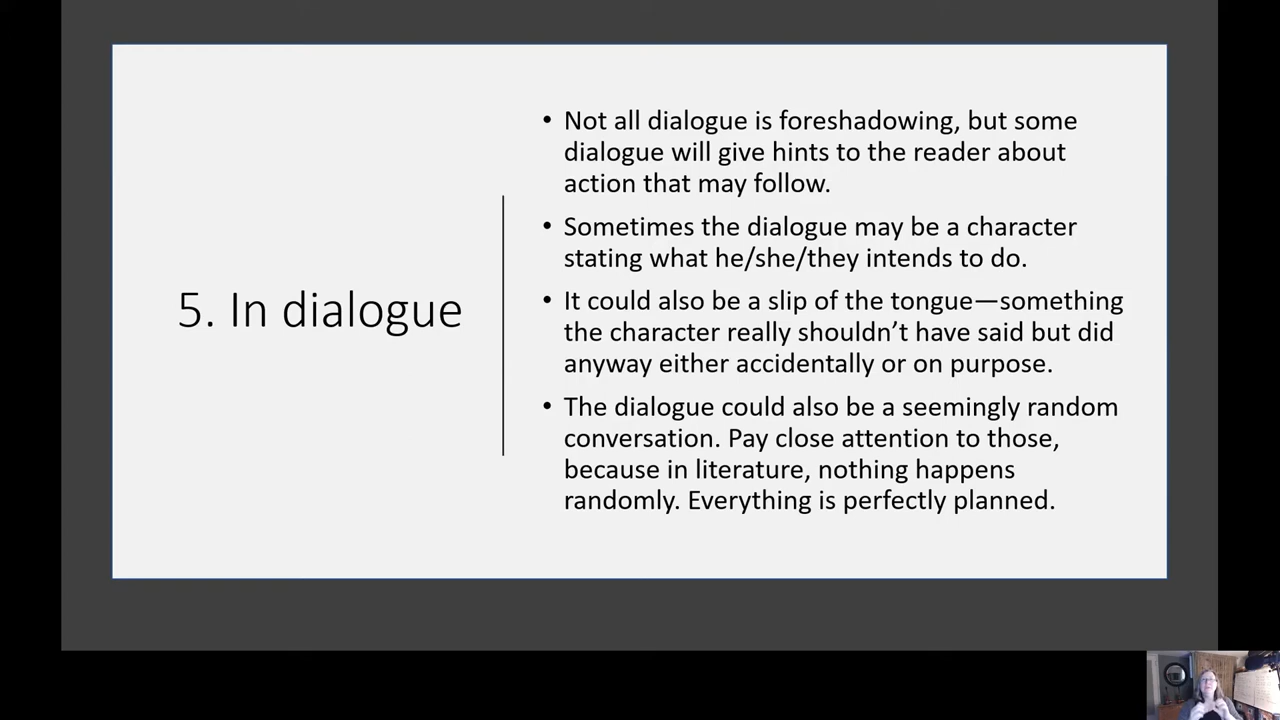 5. In dialogue
• Not all dialogue is foreshadowing, but some
dialogue will give hints to the reader about
action that may follow.
• Sometimes the dialogue may be a character
stating what he/she/they intends to do.
• It could also be a slip of the tongue—something
the character really shouldn’t have said but did
anyway either accidentally or on purpose.
• The dialogue could also be a seemingly random
conversation. Pay close attention to those,
because in literature, nothing happens
randomly. Everything is perfectly planned.